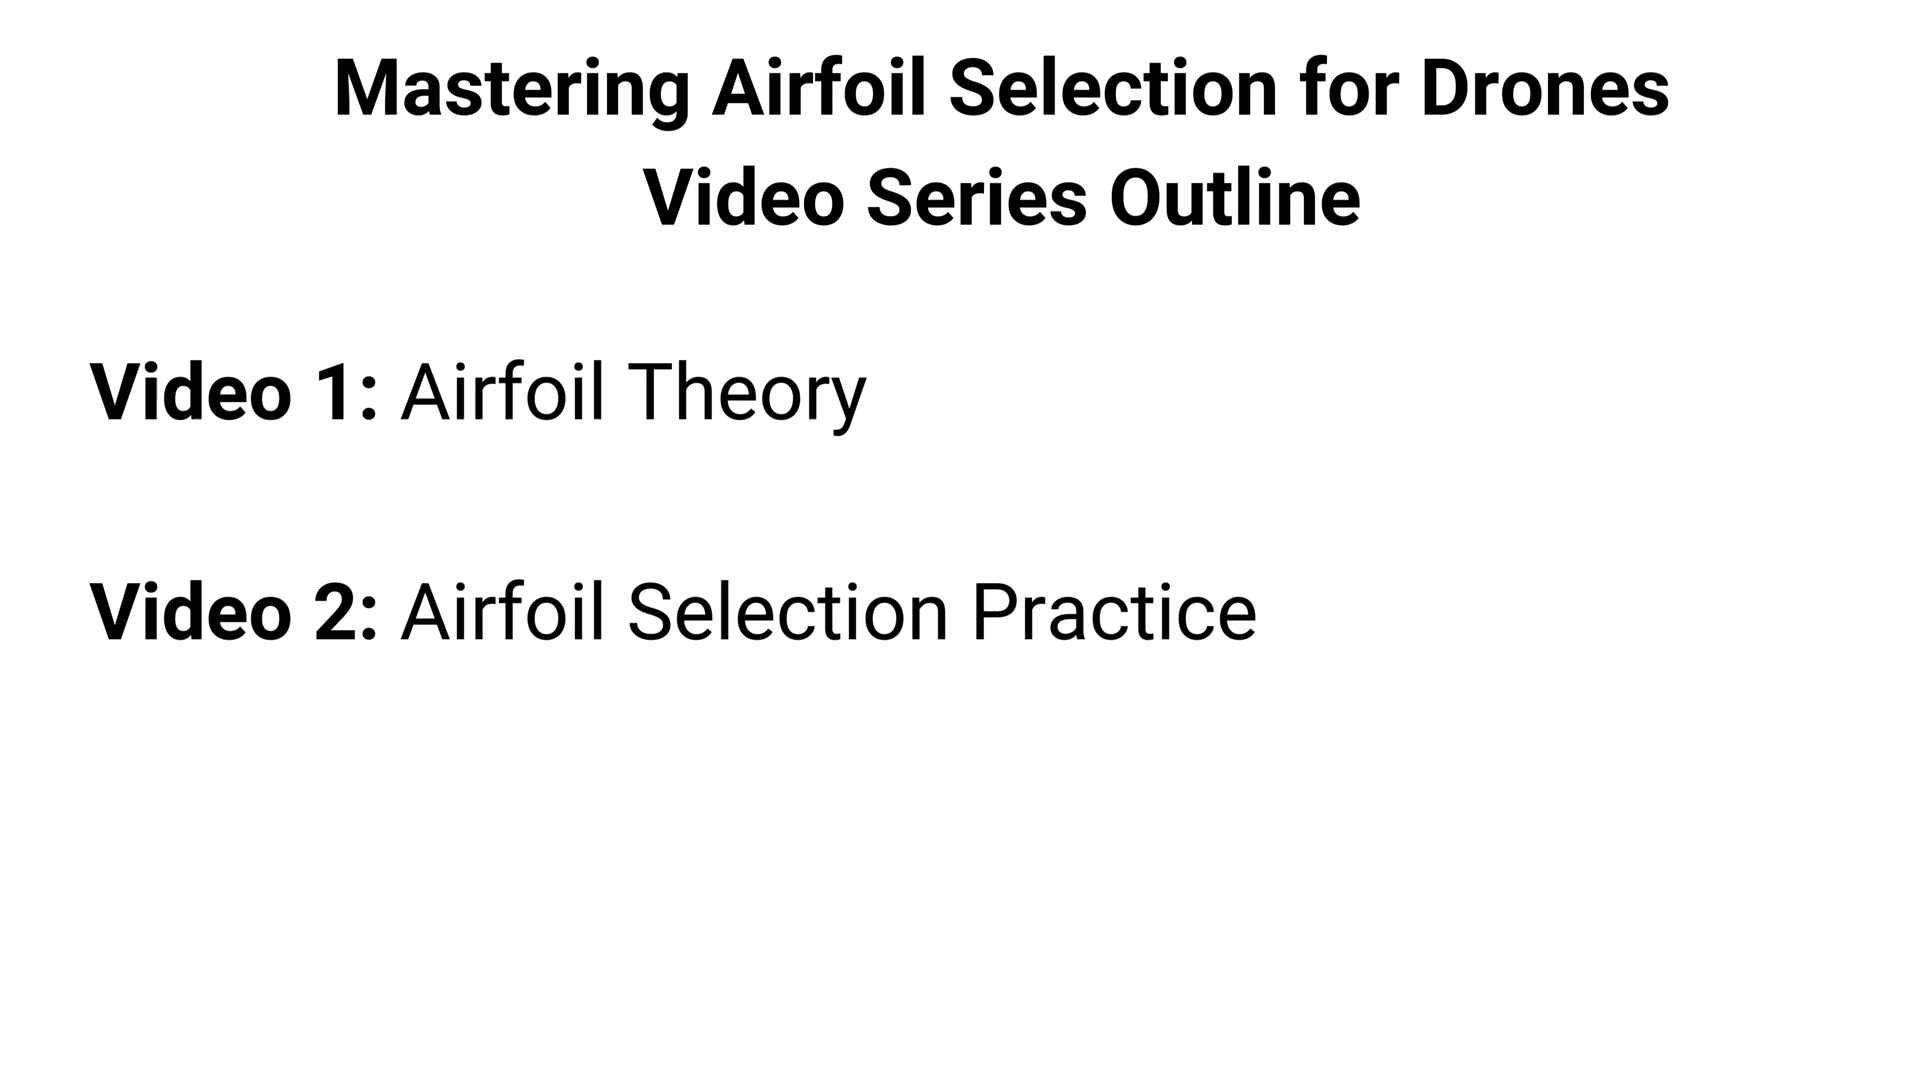 Mastering Airfoil Selection for Drones
Video Series Outline
Video 1: Airfoil Theory
Video 2: Airfoil Selection Practice